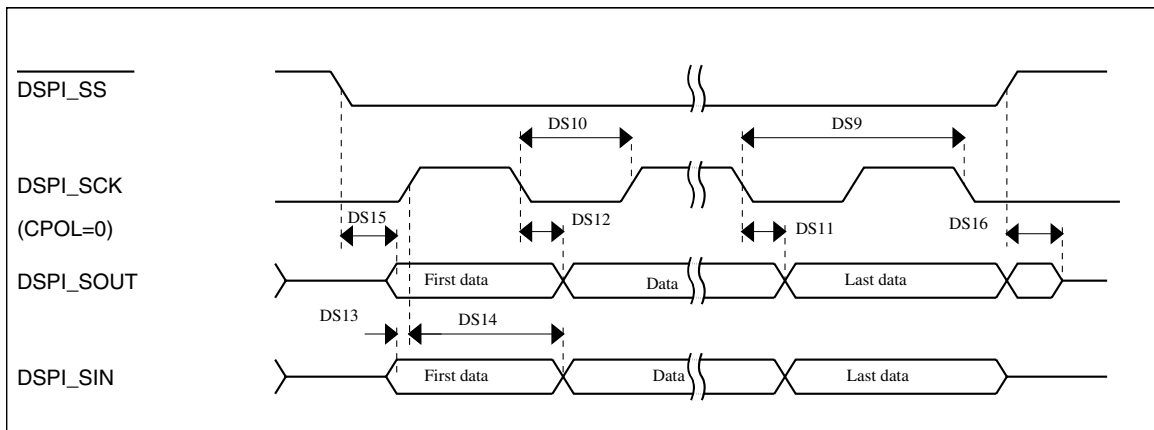 DSPI_SS
DS10
DS9
DSPI_SCK
(CPOL=0)
DS15
DS12
DS11
DS16
DSPI_SOUT
First data
Data
Last data
DS13
DS14
DSPI_SIN
First data
Data
Last data